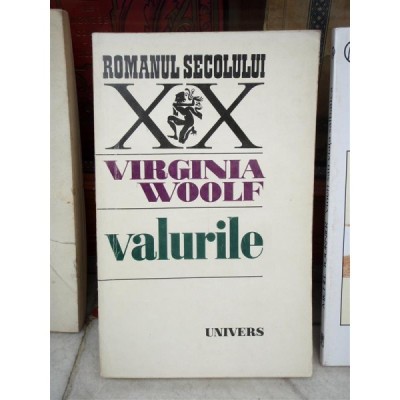 ROMANUL SECOLULUI
XX
VIRGINIA
WOOLF
valurile
UNIVERS